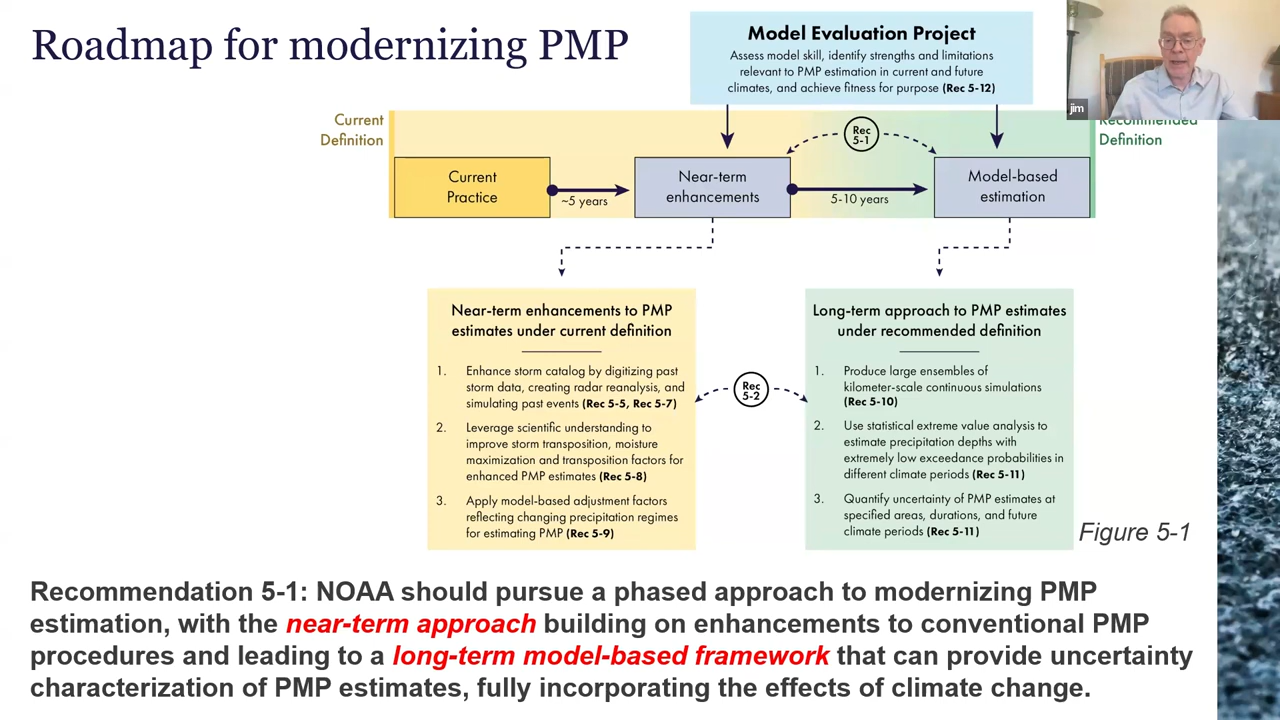 Roadmap for modernizing PMP
Model Evaluation Project
Assess model skill, identify strengths and limitations
relevant to PMP estimation in current and future
climates, and achieve fitness for purpose (Rec 5-12)
jim
Current
Definition
Rec
5-1
Recommended
Definition
Current
Practice
~5 years
Near-term
enhancements
5-10 years
Model-based
estimation
Near-term enhancements to PMP
estimates under current definition
1. Enhance storm catalog by digitizing past
storm data, creating radar reanalysis, and
simulating past events (Rec 5-5, Rec 5-7)
2. Leverage scientific understanding to
improve storm transposition, moisture
maximization and transposition factors for
enhanced PMP estimates (Rec 5-8)
3. Apply model-based adjustment factors
reflecting changing precipitation regimes
for estimating PMP (Rec 5-9)
Rec
5-2
Long-term approach to PMP estimates
under recommended definition
1. Produce large ensembles of
kilometer-scale continuous simulations
(Rec 5-10)
2. Use statistical extreme value analysis to
estimate precipitation depths with
extremely low exceedance probabilities in
different climate periods (Rec 5-11)
3. Quantify uncertainty of PMP estimates at
specified areas, durations, and future
climate periods (Rec 5-11)
Figure 5-1
Recommendation 5-1: NOAA should pursue a phased approach to modernizing PMP
estimation, with the near-term approach building on enhancements to conventional PMP
procedures and leading to a long-term model-based framework that can provide uncertainty
characterization of PMP estimates, fully incorporating the effects of climate change.